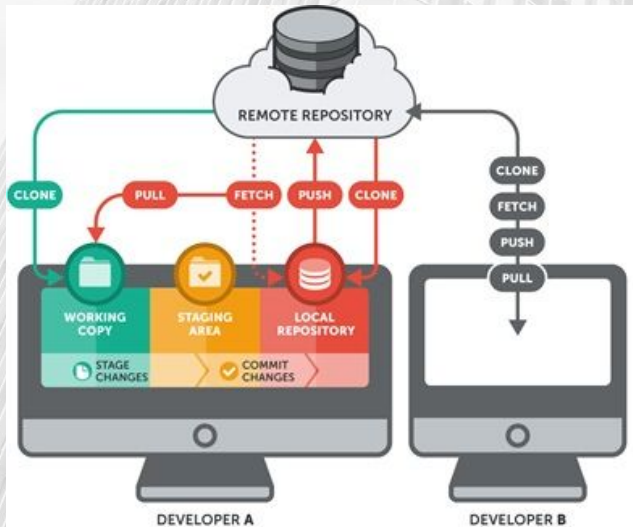 REMOTE REPOSITORY
CLONE
PULL
FETCH
PUSH
CLONE
CLONE
FETCH
PUSH
PULL
WORKING
COPY
STAGING
AREA
LOCAL
REPOSITORY
STAGE
CHANGES
COMMIT
CHANGES
DEVELOPER A
DEVELOPER B